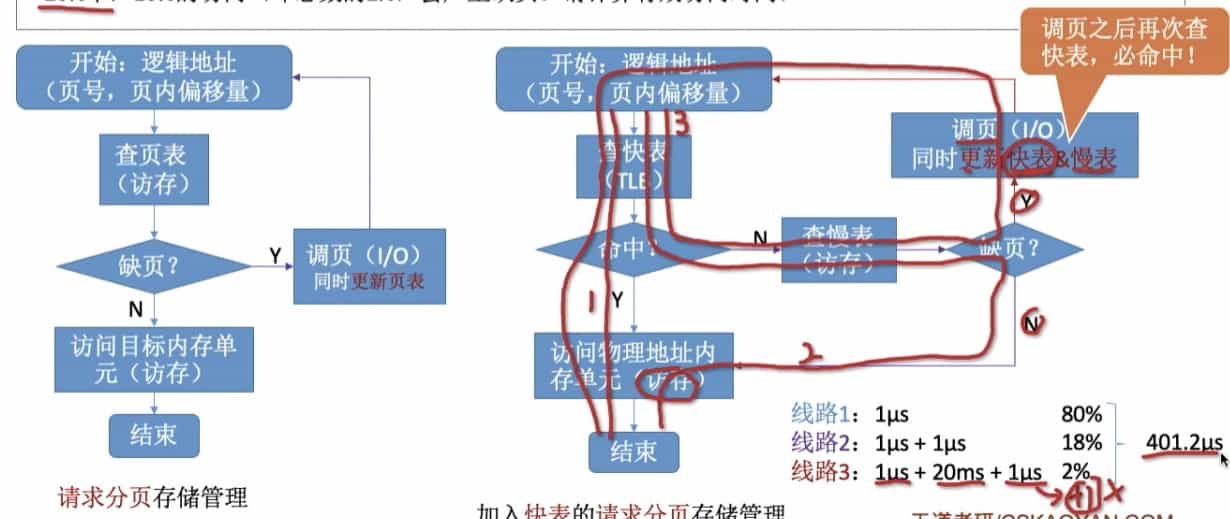 调页之后再次查
快表，必命中！
开始：逻辑地址
（页号，页内偏移量）
查页表
（访存）
缺页？
Y
调页（I/O）
同时更新页表
N
访问目标内存单
元（访存）
结束
请求分页存储管理
开始：逻辑地址
（页号，页内偏移量）
3
查快表
（TLB）
命中？
N
查慢表
（访存）
缺页？
Y
调页（I/O）
同时更新快表&慢表
1
Y
N
2
访问物理地址内
存单元（访存）
结束
线路1：1μs 80%
线路2：1μs + 1μs 18%
线路3：1μs + 20ms + 1μs 2%
401.2μs
加入快表的请求分页存储管理